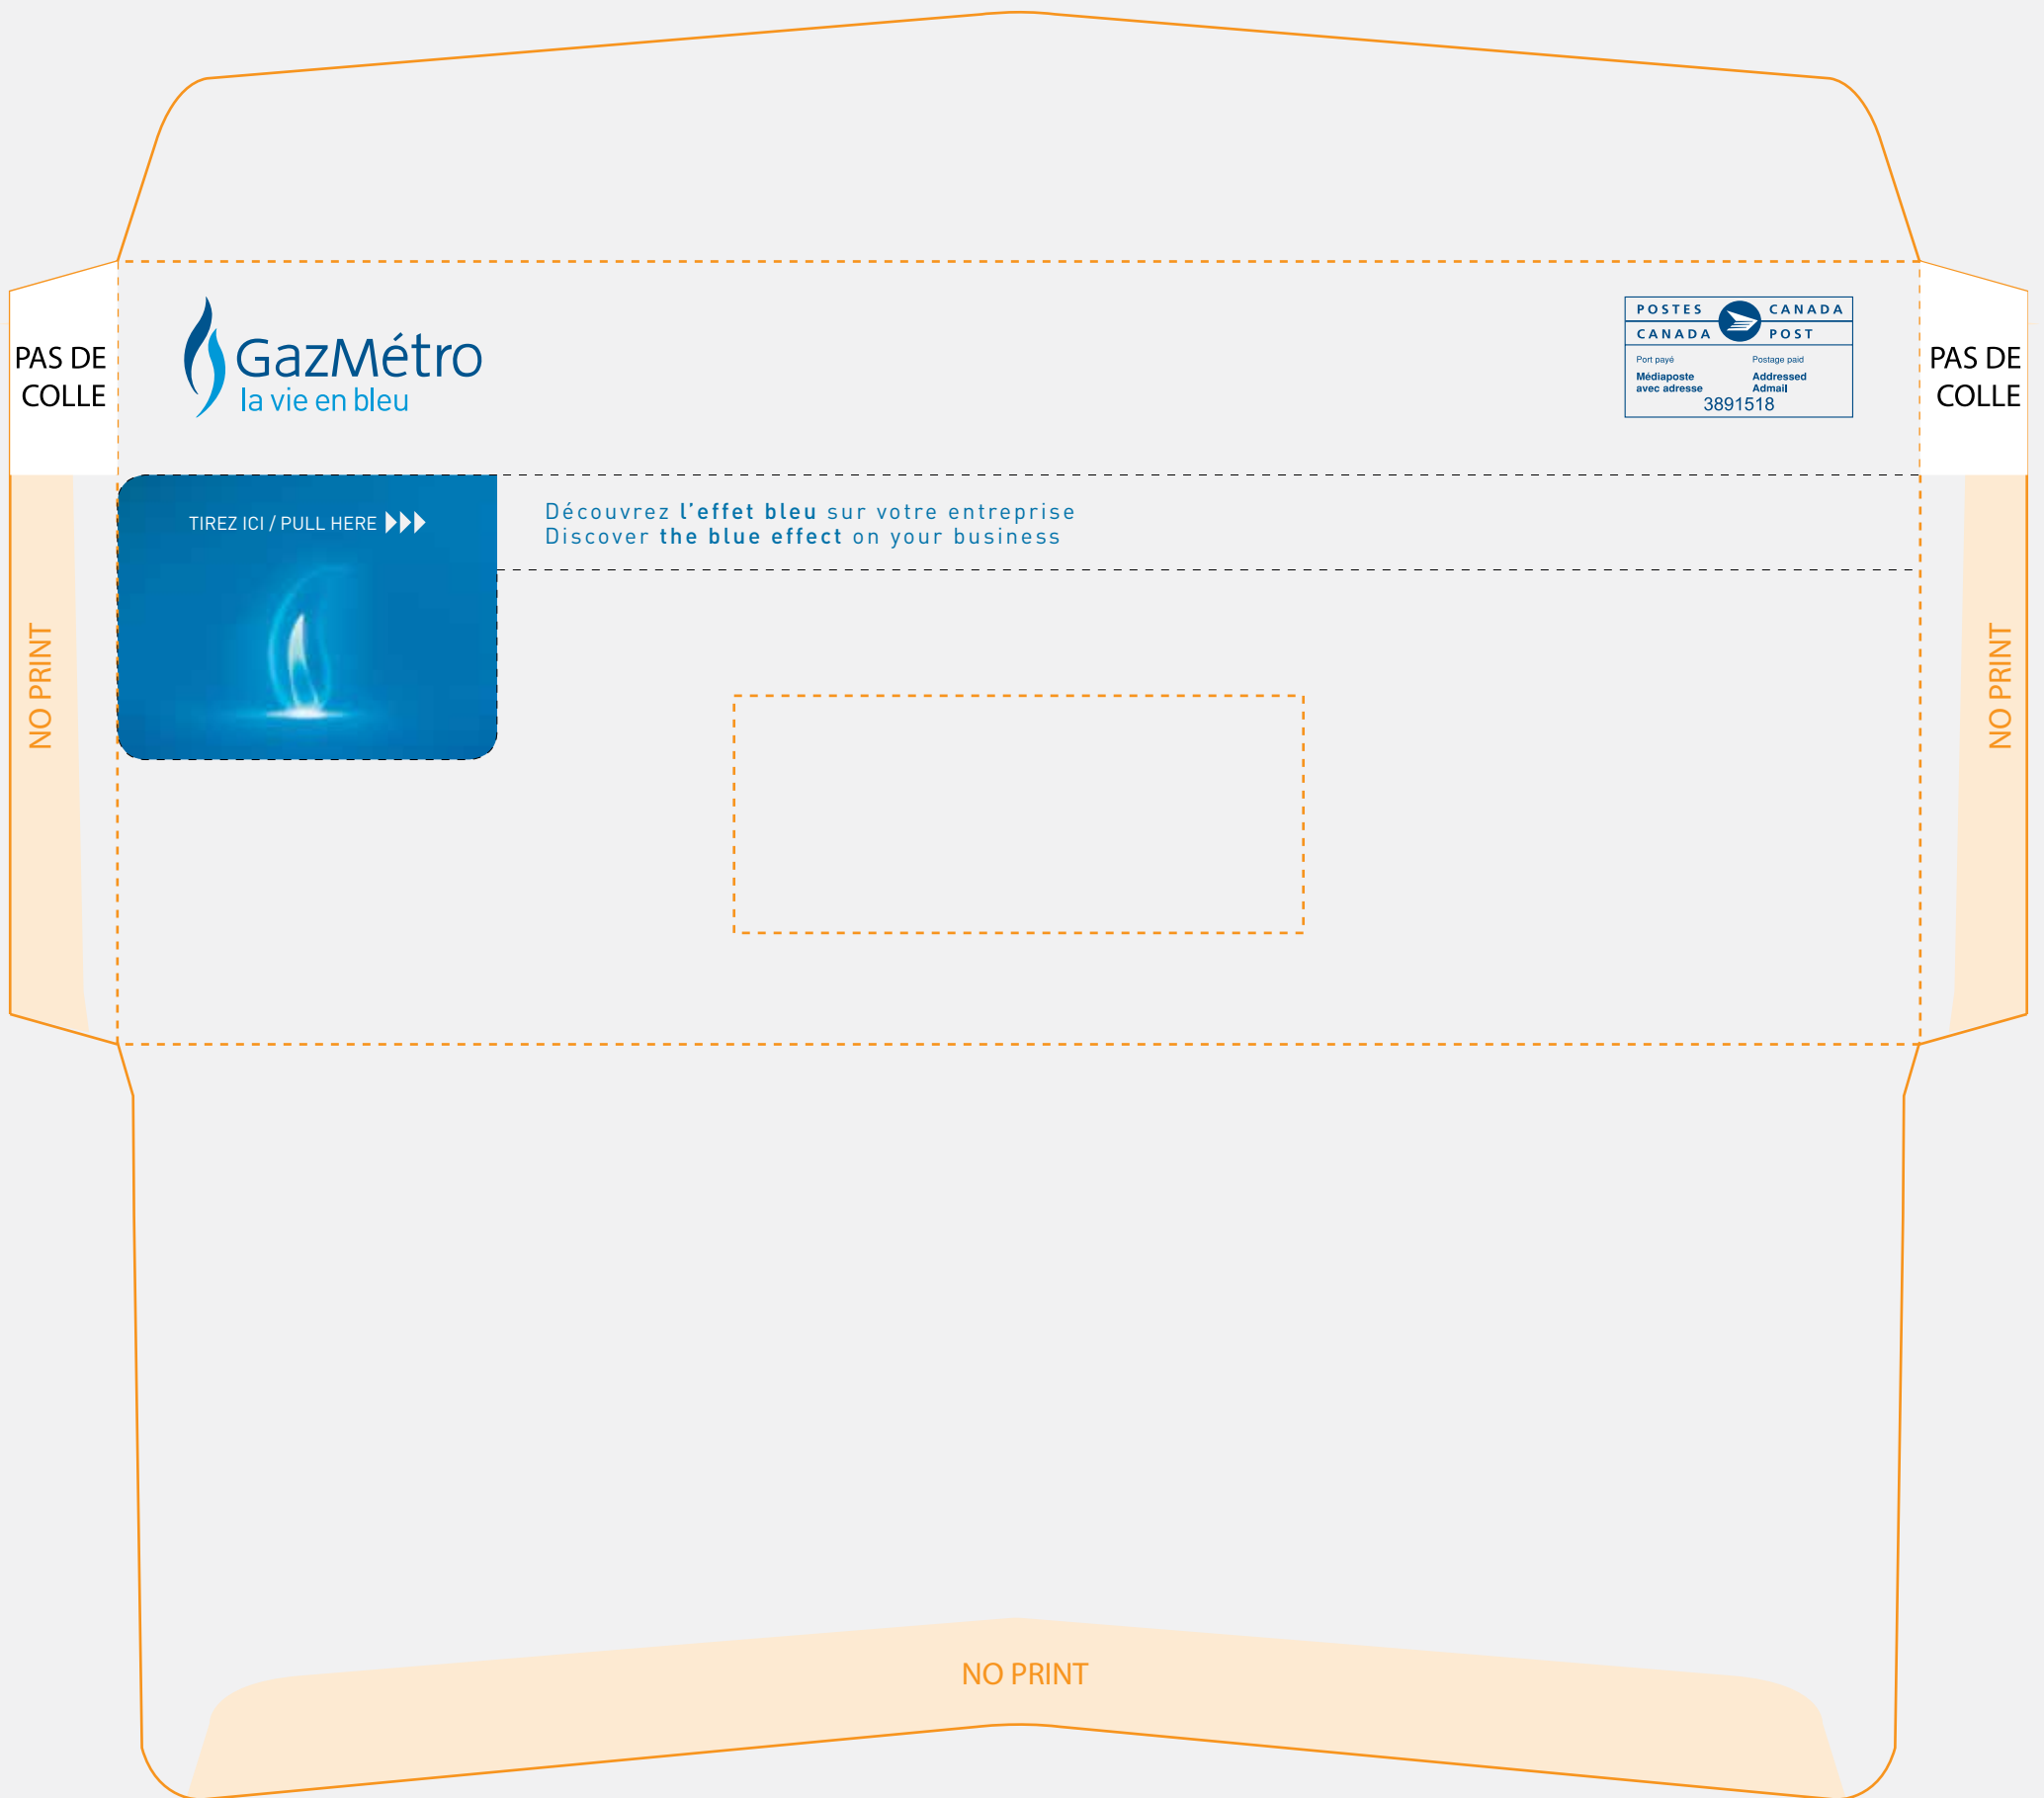 GazMétro
la vie en bleu
POSTES CANADA
CANADA POST
Port payé Postage paid
Médiaposte Addressed
avec adresse Admail
3891518
PAS DE
COLLE
PAS DE
COLLE
TIREZ ICI / PULL HERE
Découvrez l'effet bleu sur votre entreprise
Discover the blue effect on your business
NO PRINT
NO PRINT
NO PRINT